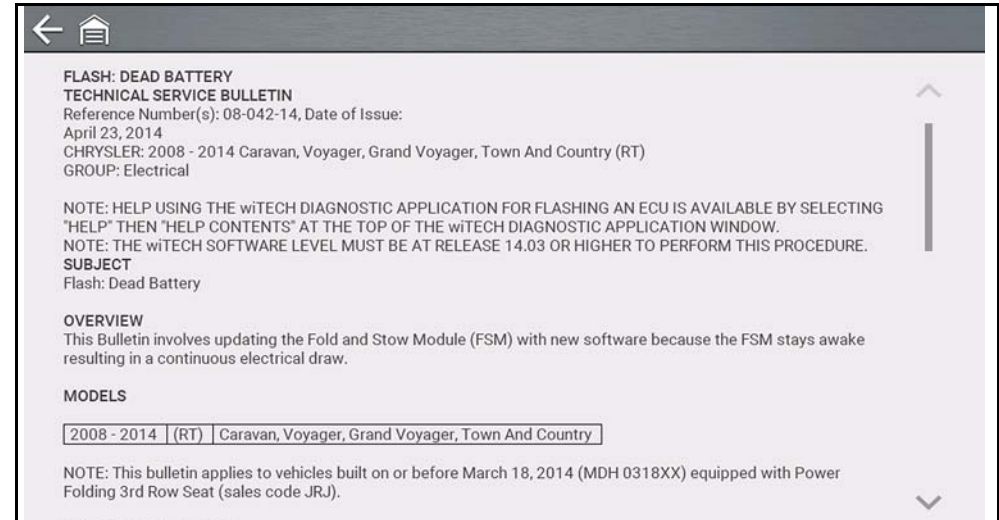 FLASH: DEAD BATTERY
TECHNICAL SERVICE BULLETIN
Reference Number(s): 08-042-14, Date of Issue:
April 23, 2014
CHRYSLER: 2008 - 2014 Caravan, Voyager, Grand Voyager, Town And Country (RT)
GROUP: Electrical
NOTE: HELP USING THE wiTECH DIAGNOSTIC APPLICATION FOR FLASHING AN ECU IS AVAILABLE BY SELECTING
"HELP" THEN "HELP CONTENTS" AT THE TOP OF THE wiTECH DIAGNOSTIC APPLICATION WINDOW.
NOTE: THE wiTECH SOFTWARE LEVEL MUST BE AT RELEASE 14.03 OR HIGHER TO PERFORM THIS PROCEDURE.
SUBJECT
Flash: Dead Battery
OVERVIEW
This Bulletin involves updating the Fold and Stow Module (FSM) with new software because the FSM stays awake
resulting in a continuous electrical draw.
MODELS
2008 - 2014 (RT) Caravan, Voyager, Grand Voyager, Town And Country
NOTE: This bulletin applies to vehicles built on or before March 18, 2014 (MDH 0318XX) equipped with Power
Folding 3rd Row Seat (sales code JRJ).